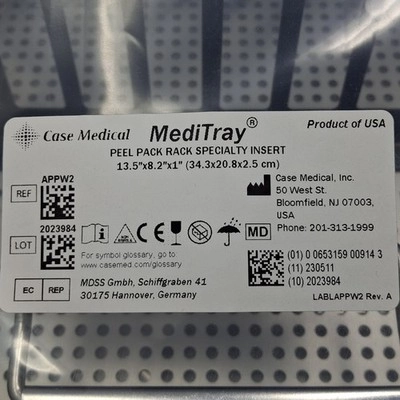 Case Medical MediTray® Product of USA
PEEL PACK RACK SPECIALTY INSERT
13.5"x8.2"x1" (34.3x20.8x2.5 cm)
REF APPW2
LOT 2023984
Case Medical, Inc.
50 West St.
Bloomfield, NJ 07003,
USA
Phone: 201-313-1999
MD
For symbol glossary, go to
www.casemed.com/glossary
EC REP
MDSS Gmbh, Schiffgraben 41
30175 Hannover, Germany
(01) 0 0653159 00914 3
(11) 230511
(10) 2023984
LABLAPPW2 Rev. A